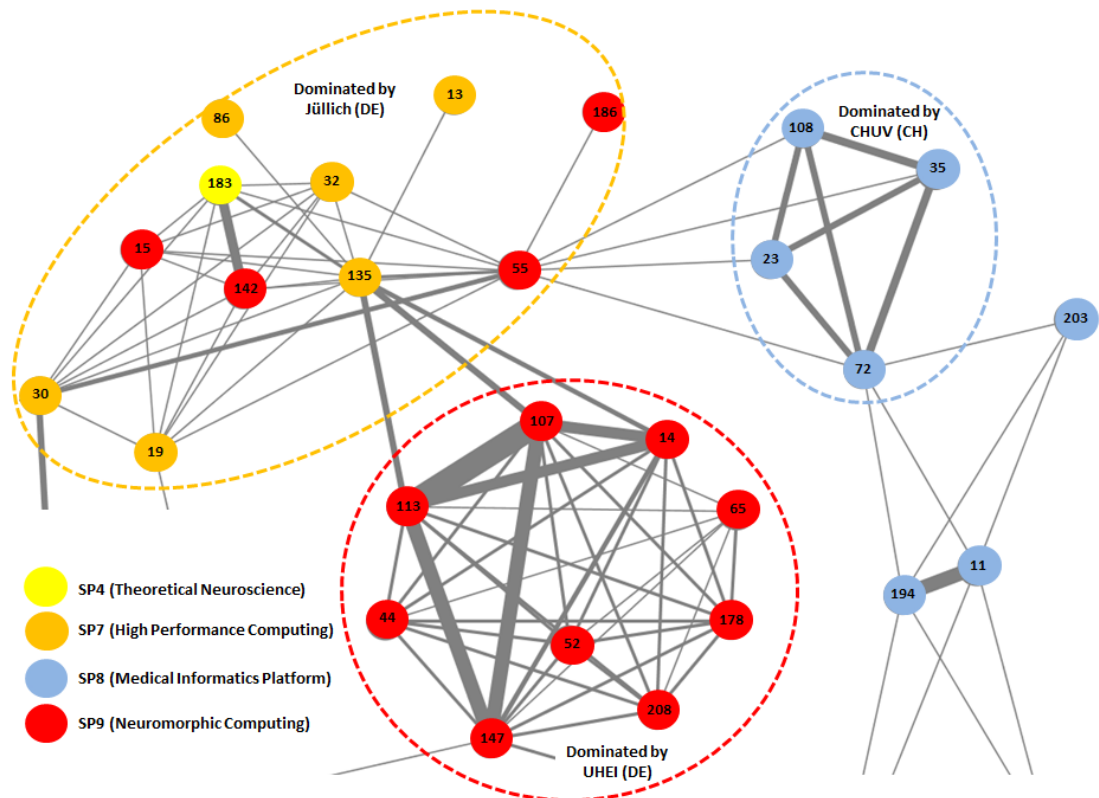 Dominated by
Jüllich (DE)
13
86
186
Dominated by
CHUV (CH)
108
35
183
32
15
23
135
55
142
203
72
30
19
107
14
113
65
11
194
44
178
52
208
147
SP4 (Theoretical Neuroscience)
SP7 (High Performance Computing)
SP8 (Medical Informatics Platform)
SP9 (Neuromorphic Computing)
Dominated by
UHEI (DE)